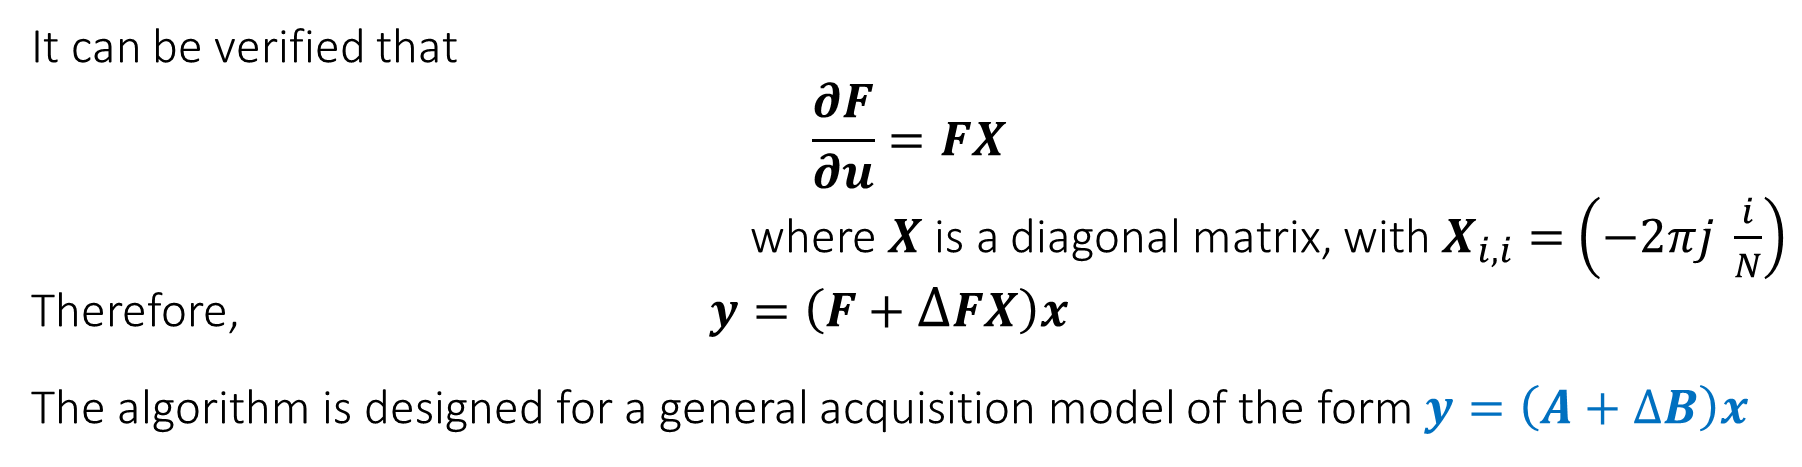 It can be verified that
∂F/∂u = FX
where X is a diagonal matrix, with X_{i,i} = (−2πj i/N)
Therefore, y = (F + ΔFX)x
The algorithm is designed for a general acquisition model of the form y = (A + ΔB)x